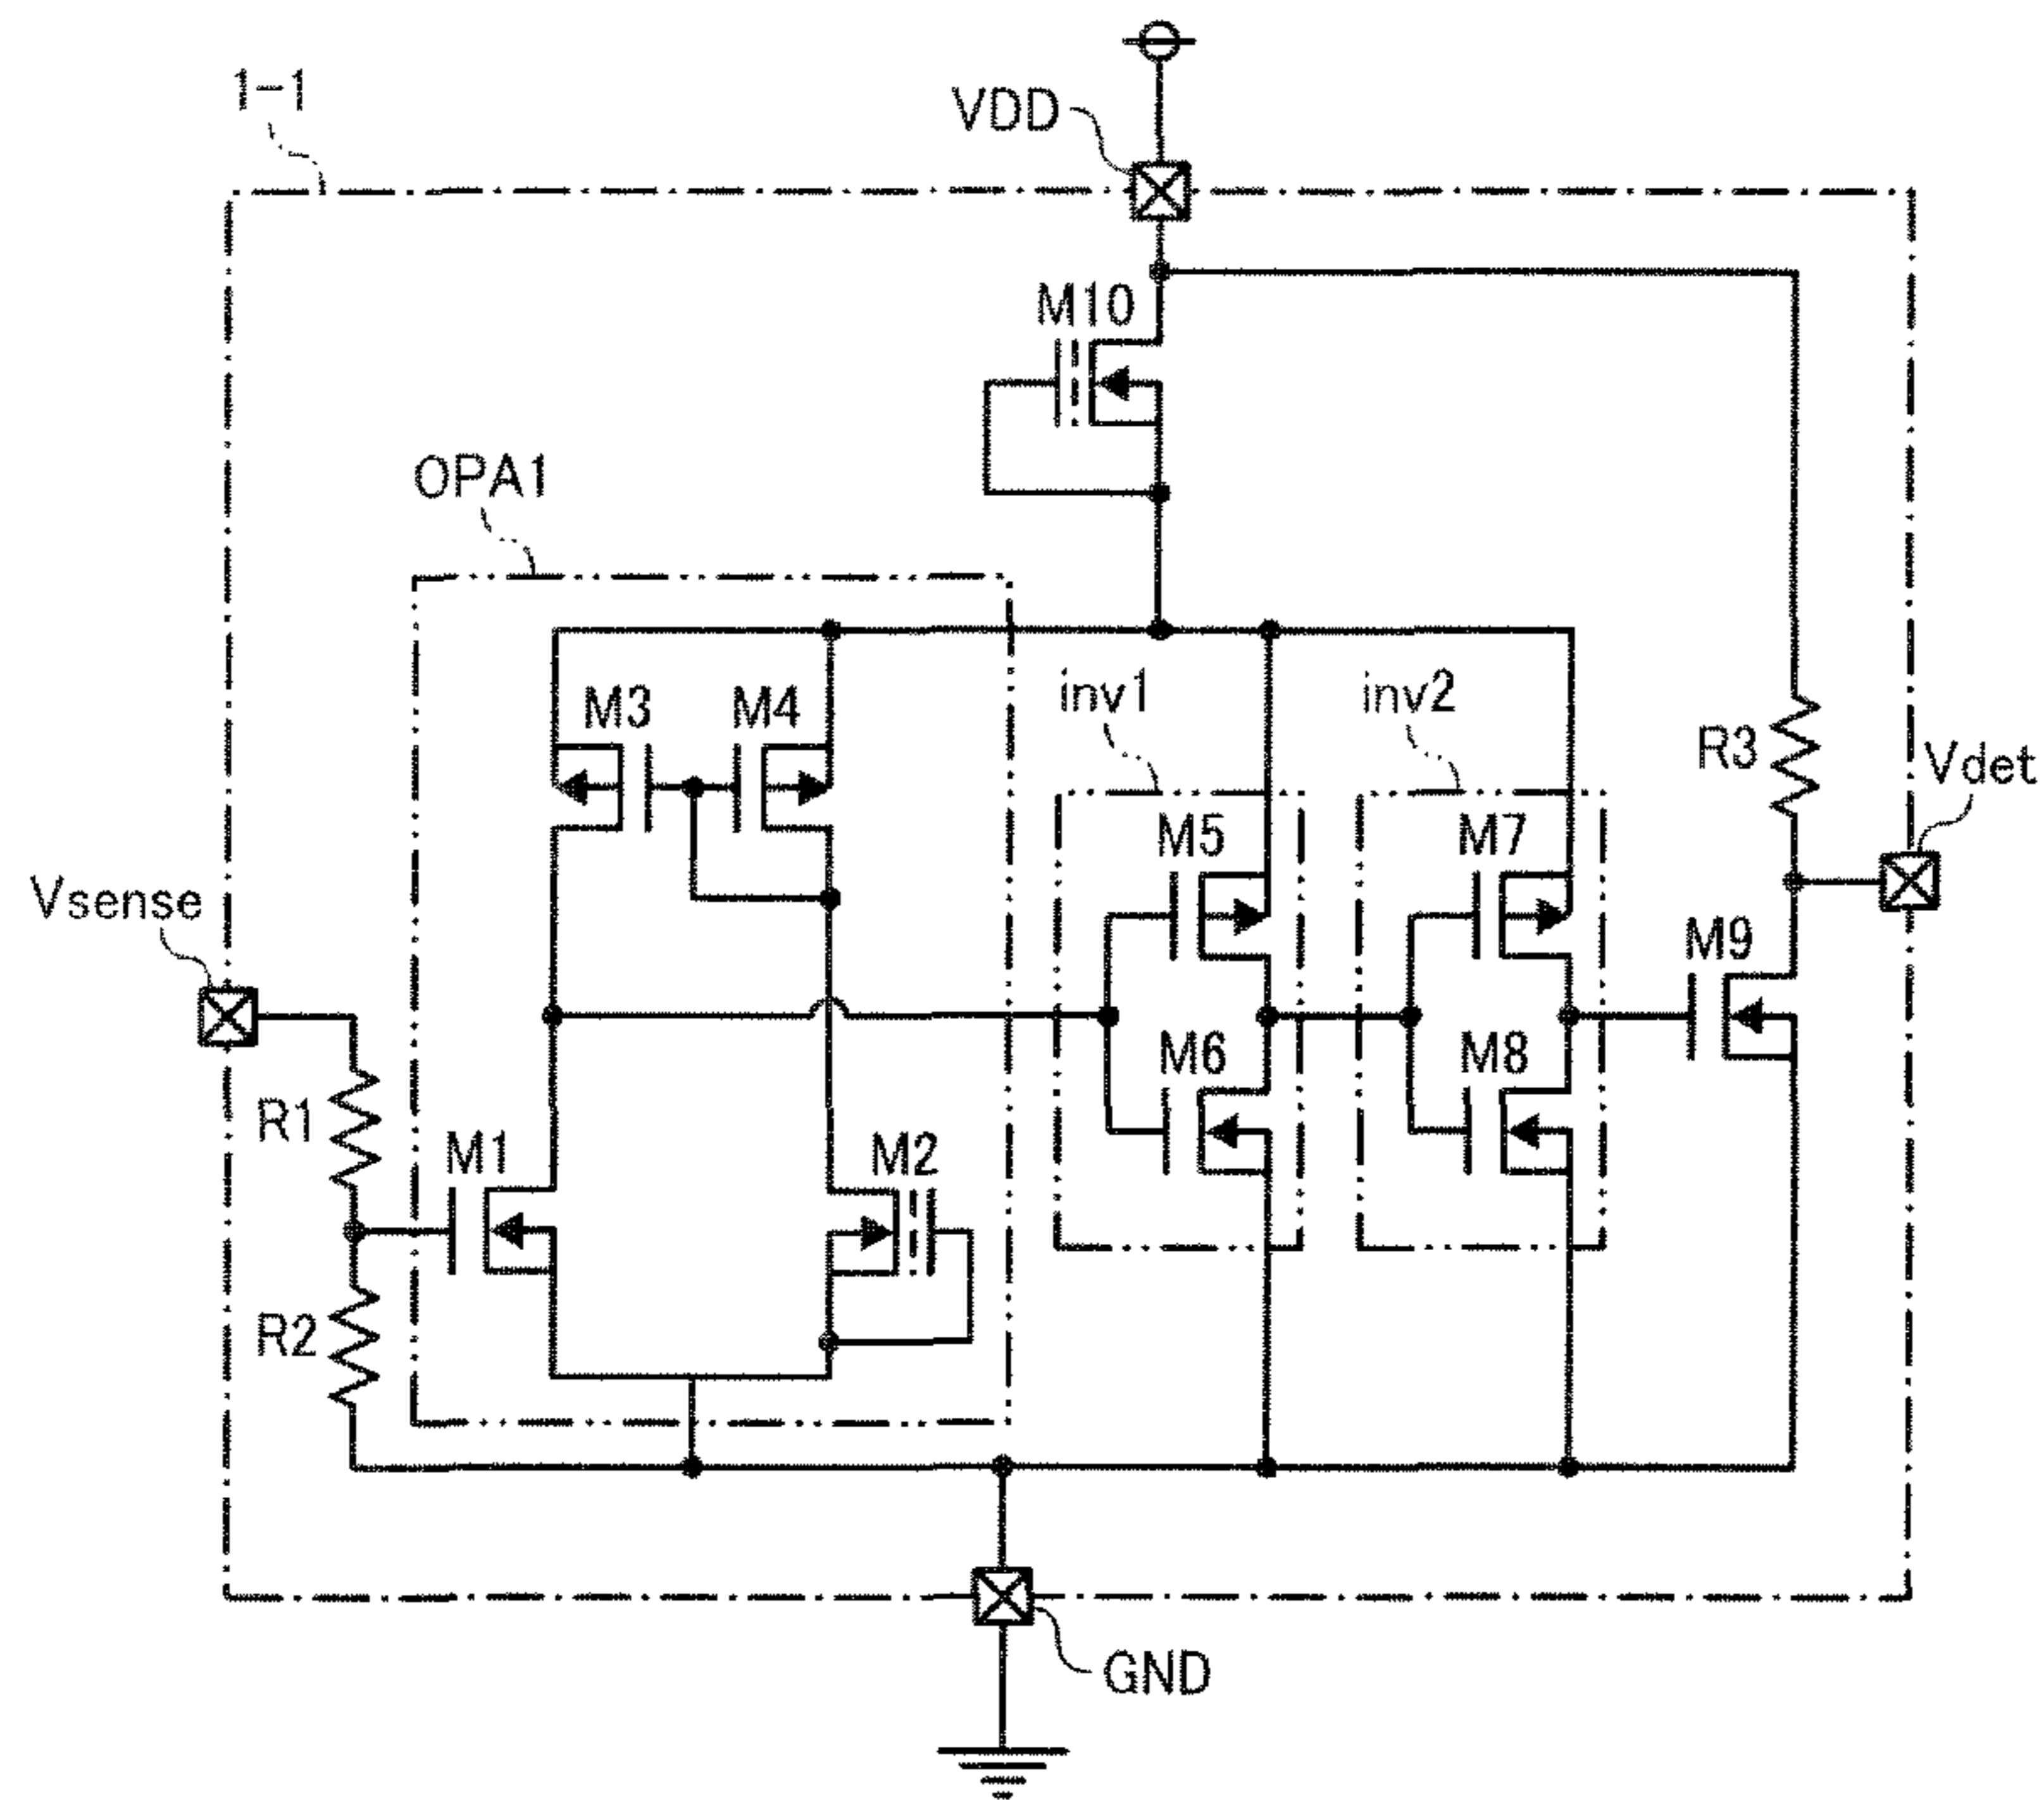 1-1
VDD
M10
OPA1
M3
M4
inv1
inv2
R3
Vdet
M5
M7
Vsense
M9
M6
M8
R1
M1
M2
R2
GND